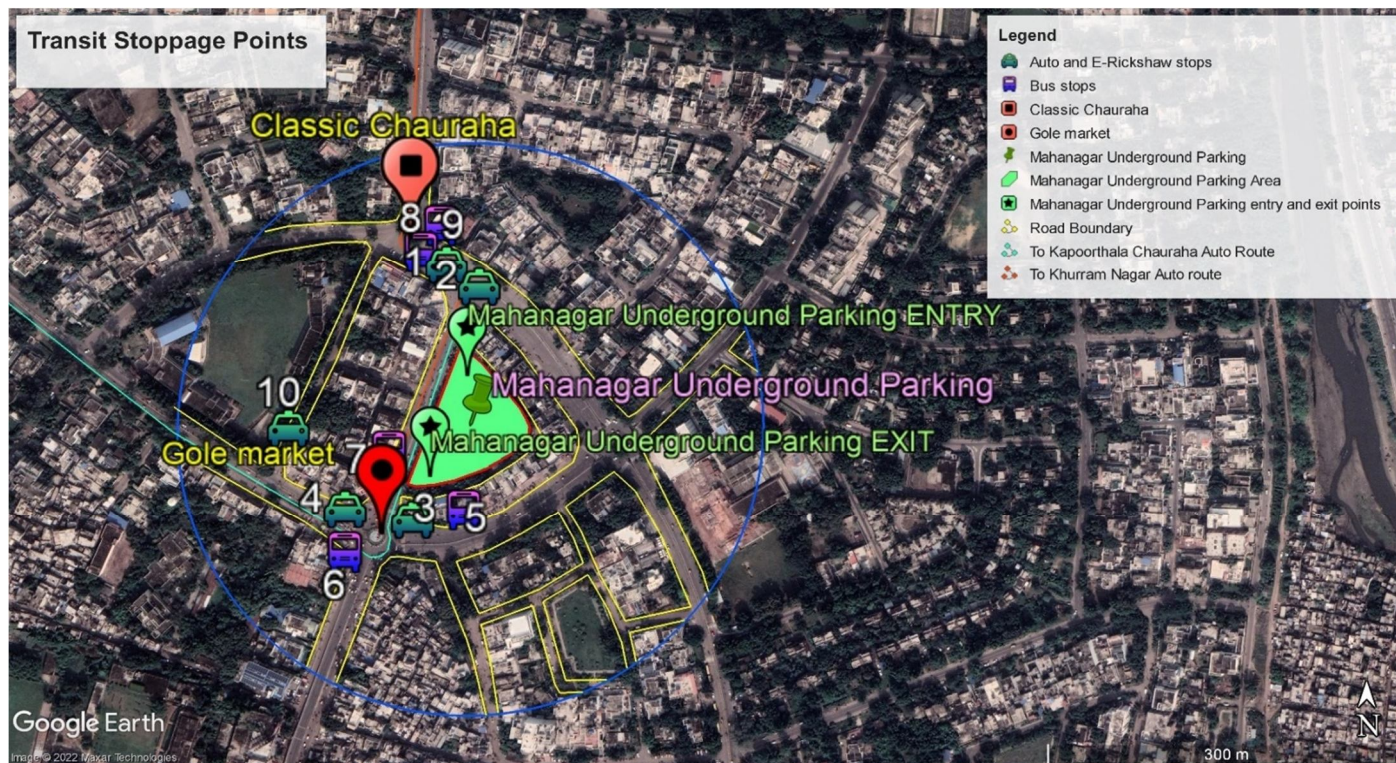 Transit Stoppage Points
Legend
Auto and E-Rickshaw stops
Bus stops
Classic Chauraha
Gole market
Mahanagar Underground Parking
Mahanagar Underground Parking Area
Mahanagar Underground Parking entry and exit points
Road Boundary
To Kapoorthala Chauraha Auto Route
To Khurram Nagar Auto route
Classic Chauraha
8
9
1
2
Mahanagar Underground Parking ENTRY
Mahanagar Underground Parking
10
Mahanagar Underground Parking EXIT
Gole market
7
4
3
5
6
Google Earth
Image © 2022 Maxar Technologies
300 m
N